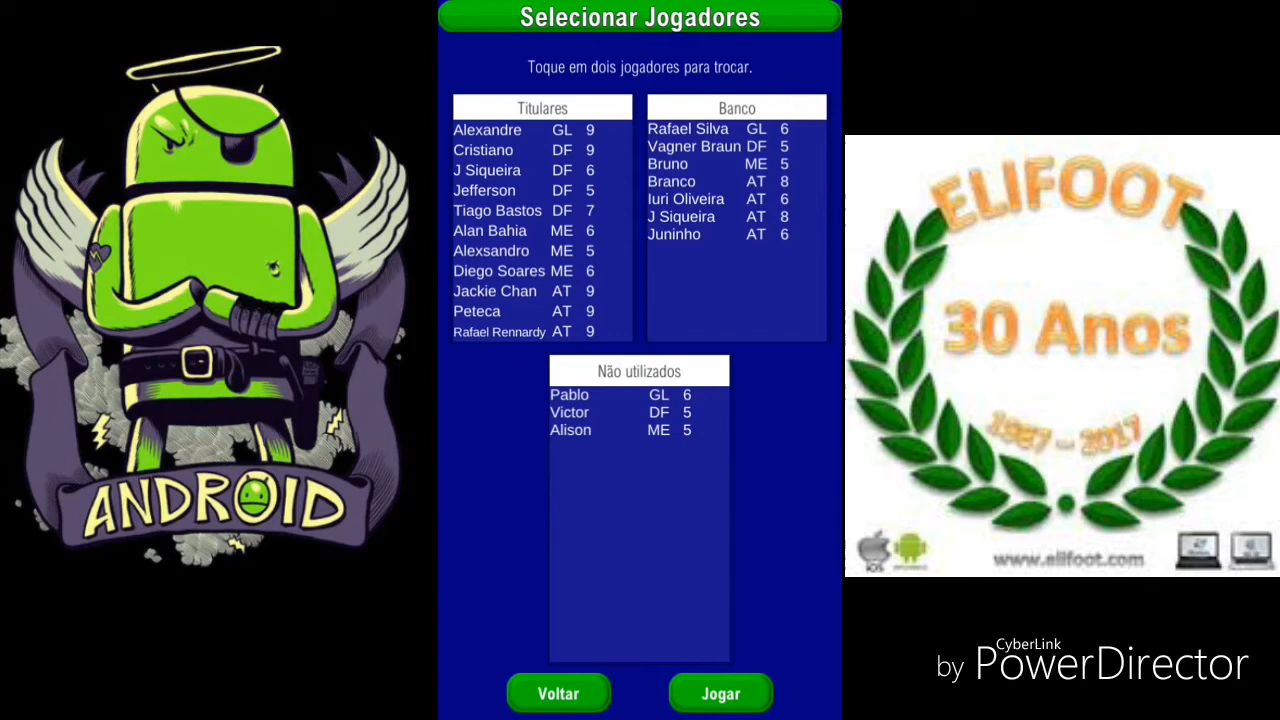 ANDROID
Selecionar Jogadores
Toque em dois jogadores para trocar.
Titulares
Alexandre GL 9
Cristiano DF 9
J Siqueira DF 6
Jefferson DF 5
Tiago Bastos DF 7
Alan Bahia ME 6
Alexsandro ME 5
Diego Soares ME 6
Jackie Chan AT 9
Peteca AT 9
Rafael Rennardy AT 9
Banco
Rafael Silva GL 6
Vagner Braun DF 5
Bruno ME 5
Branco AT 8
Iuri Oliveira AT 6
J Siqueira AT 8
Juninho AT 6
Não utilizados
Pablo GL 6
Victor DF 5
Alison ME 5
Voltar
Jogar
ELIFOOT
30 Anos
1987 - 2017
iOS
www.elifoot.com
CyberLink
by PowerDirector